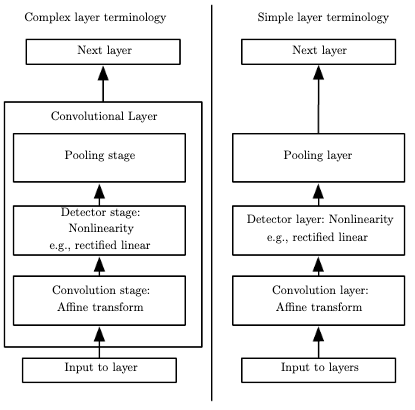 Complex layer terminology
Next layer
Convolutional Layer
Pooling stage
Detector stage:
Nonlinearity
e.g., rectified linear
Convolution stage:
Affine transform
Input to layer
Simple layer terminology
Next layer
Pooling layer
Detector layer: Nonlinearity
e.g., rectified linear
Convolution layer:
Affine transform
Input to layers